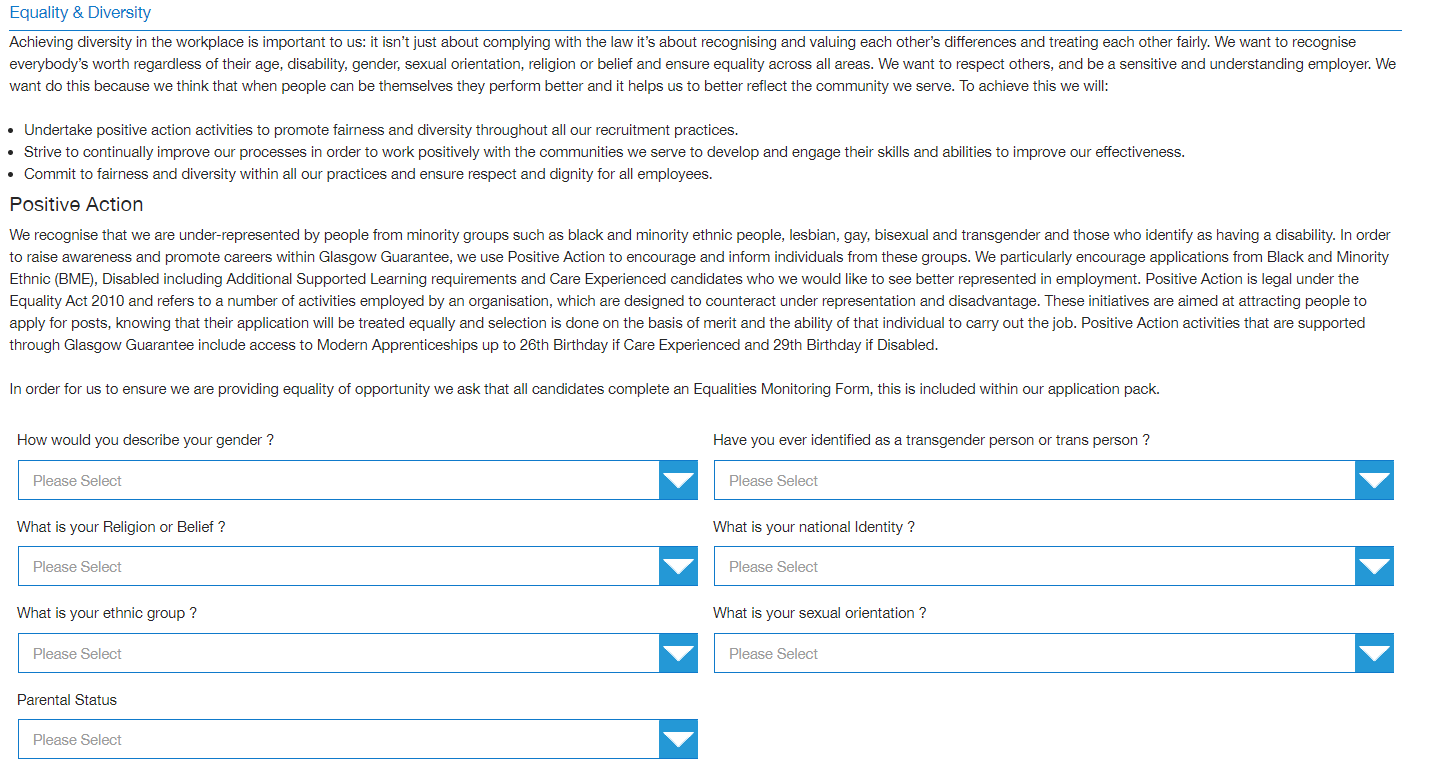 Equality & Diversity
Achieving diversity in the workplace is important to us: it isn't just about complying with the law it's about recognising and valuing each other's differences and treating each other fairly. We want to recognise
everybody's worth regardless of their age, disability, gender, sexual orientation, religion or belief and ensure equality across all areas. We want to respect others, and be a sensitive and understanding employer. We
want do this because we think that when people can be themselves they perform better and it helps us to better reflect the community we serve. To achieve this we will:
• Undertake positive action activities to promote fairness and diversity throughout all our recruitment practices.
• Strive to continually improve our processes in order to work positively with the communities we serve to develop and engage their skills and abilities to improve our effectiveness.
• Commit to fairness and diversity within all our practices and ensure respect and dignity for all employees.
Positive Action
We recognise that we are under-represented by people from minority groups such as black and minority ethnic people, lesbian, gay, bisexual and transgender and those who identify as having a disability. In order
to raise awareness and promote careers within Glasgow Guarantee, we use Positive Action to encourage and inform individuals from these groups. We particularly encourage applications from Black and Minority
Ethnic (BME), Disabled including Additional Supported Learning requirements and Care Experienced candidates who we would like to see better represented in employment. Positive Action is legal under the
Equality Act 2010 and refers to a number of activities employed by an organisation, which are designed to counteract under representation and disadvantage. These initiatives are aimed at attracting people to
apply for posts, knowing that their application will be treated equally and selection is done on the basis of merit and the ability of that individual to carry out the job. Positive Action activities that are supported
through Glasgow Guarantee include access to Modern Apprenticeships up to 26th Birthday if Care Experienced and 29th Birthday if Disabled.
In order for us to ensure we are providing equality of opportunity we ask that all candidates complete an Equalities Monitoring Form, this is included within our application pack.
How would you describe your gender ?
Please Select
Have you ever identified as a transgender person or trans person ?
Please Select
What is your Religion or Belief ?
Please Select
What is your national Identity ?
Please Select
What is your ethnic group ?
Please Select
What is your sexual orientation ?
Please Select
Parental Status
Please Select